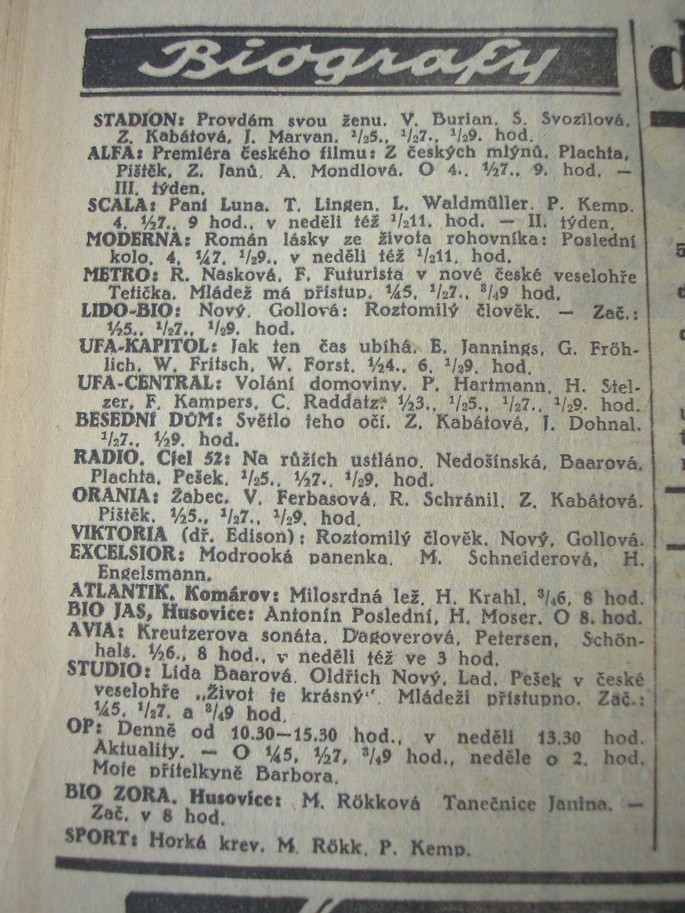 Biografy
STADION: Provdám svou ženu. V. Burian, S. Svozilová,
Z. Kabátová, J. Marvan. ½5., ½7., ½9. hod.
ALFA: Premiéra českého filmu: Z českých mlýnů. Plachta,
Pištěk, Z. Janů, A. Mondlová. O 4., ½7., 9. hod. —
III. týden.
SCALA: Paní Luna. T. Lingen, L. Waldmüller, P. Kemp.
4, ½7., 9 hod., v neděli též ½11. hod. — II. týden.
MODERNA: Román lásky ze života rohovníka: Poslední
kolo. 4, ¼7, ½9., v neděli též ½11. hod.
METRO: R. Nasková, F. Futurista v nové české veselohře
Tetička. Mládež má přístup. ¼5, ½7., ¾9 hod.
LIDO-BIO: Nový, Gollová: Roztomilý člověk. — Zač.:
½5., ½7., ½9. hod.
UFA-KAPITOL: Jak ten čas ubíhá. E. Jannings, G. Fröh-
lich, W. Fritsch, W. Forst. ½4., 6, ½9. hod.
UFA-CENTRAL: Volání domoviny. P. Hartmann, H. Stel-
zer, F. Kampers, C. Raddatz. ½3., ½5., ½7., ½9. hod.
BESEDNÍ DŮM: Světlo jeho očí. Z. Kabátová, J. Dohnal.
½7., ½9. hod.
RADIO, Cjel 52: Na růžích ustláno. Nedošínská, Baarová,
Plachta, Pešek. ½5., ½7., ½9. hod.
ORANIA: Žabec. V. Ferbasová, R. Schránil, Z. Kabátová,
Pištěk. ½5., ½7., ½9. hod.
VIKTORIA (dř. Edison): Roztomilý člověk. Nový, Gollová.
EXCELSIOR: Modrooká panenka. M. Schneiderová, H.
Engelsmann.
ATLANTIK, Komárov: Milosrdná lež. H. Krahl. ¾6, 8 hod.
BIO JAS, Husovice: Antonín Poslední, H. Moser. O 8. hod.
AVIA: Kreutzerova sonáta. Dagoverová, Petersen, Schön-
hals. ½6., 8 hod., v neděli též ve 3 hod.
STUDIO: Lída Baarová, Oldřich Nový, Lad. Pešek v české
veselohře „Život je krásný“. Mládeži přístupno. Zač.:
¼5, ½7. a ¾9 hod.
OP: Denně od 10.30—15.30 hod., v neděli 13.30 hod.
Aktuality. — O ¼5, ½7, ¾9 hod., neděle o 2. hod.
Moje přítelkyně Barbora.
BIO ZORA, Husovice: M. Rökková Tanečnice Janina. —
Zač. v 8 hod.
SPORT: Horká krev. M. Rökk, P. Kemp.